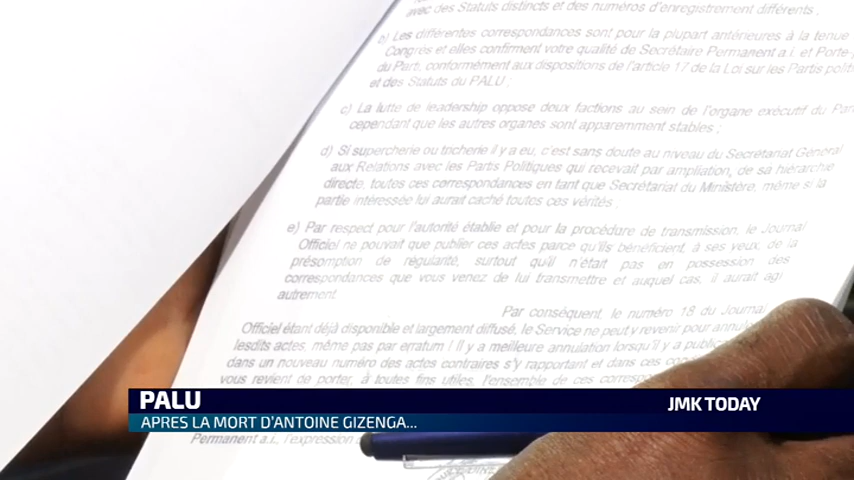 avec des Statuts distincts et des numéros d'enregistrement différents ;
b) Les différentes correspondances sont pour la plupart antérieures à la tenue
Congrès et elles confirment votre qualité de Secrétaire Permanent a.i. et Porte-
du Parti, conformément aux dispositions de l'article 17 de la Loi sur les Partis
et des Statuts du PALU ;
c) La lutte de leadership oppose deux factions au sein de l'organe exécutif du
cependant que les autres organes sont apparemment stables ;
d) Si supercherie ou tricherie il y a eu, c'est sans doute au niveau du Secrétariat Général
aux Relations avec les Partis Politiques qui recevait par ampliation, de sa hiérarchie
directe, toutes ces correspondances en tant que Secrétariat du Ministère, même si la
partie intéressée lui aurait caché toutes ces vérités.
e) Par respect pour l'autorité établie et pour la procédure de transmission, le Journal
Officiel ne pouvait que publier ces actes parce qu'ils bénéficient, à ses yeux, de la
présomption de régularité, surtout qu'il n'était pas en possession des
correspondances que vous venez de lui transmettre et auquel cas, il aurait agi
autrement.
Par conséquent, le numéro 18 du Journal
Officiel étant déjà disponible et largement diffusé, le Service ne peut y revenir pour
lesdits actes, même pas par erratum ! Il y a meilleure annulation lorsqu'il y a
dans un nouveau numéro des actes contraires s'y rapportant et dans ces
vous revient de porter, à toutes fins utiles, l'ensemble de ces
PALU
JMK TODAY
APRES LA MORT D'ANTOINE GIZENGA...
Permanent a.i., l'expression